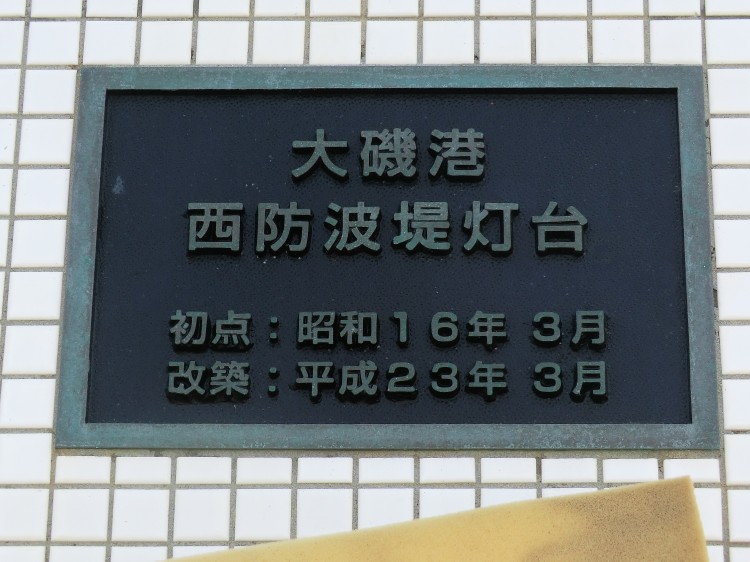 大磯港
西防波堤灯台
初点：昭和１６年 ３月
改築：平成２３年 ３月